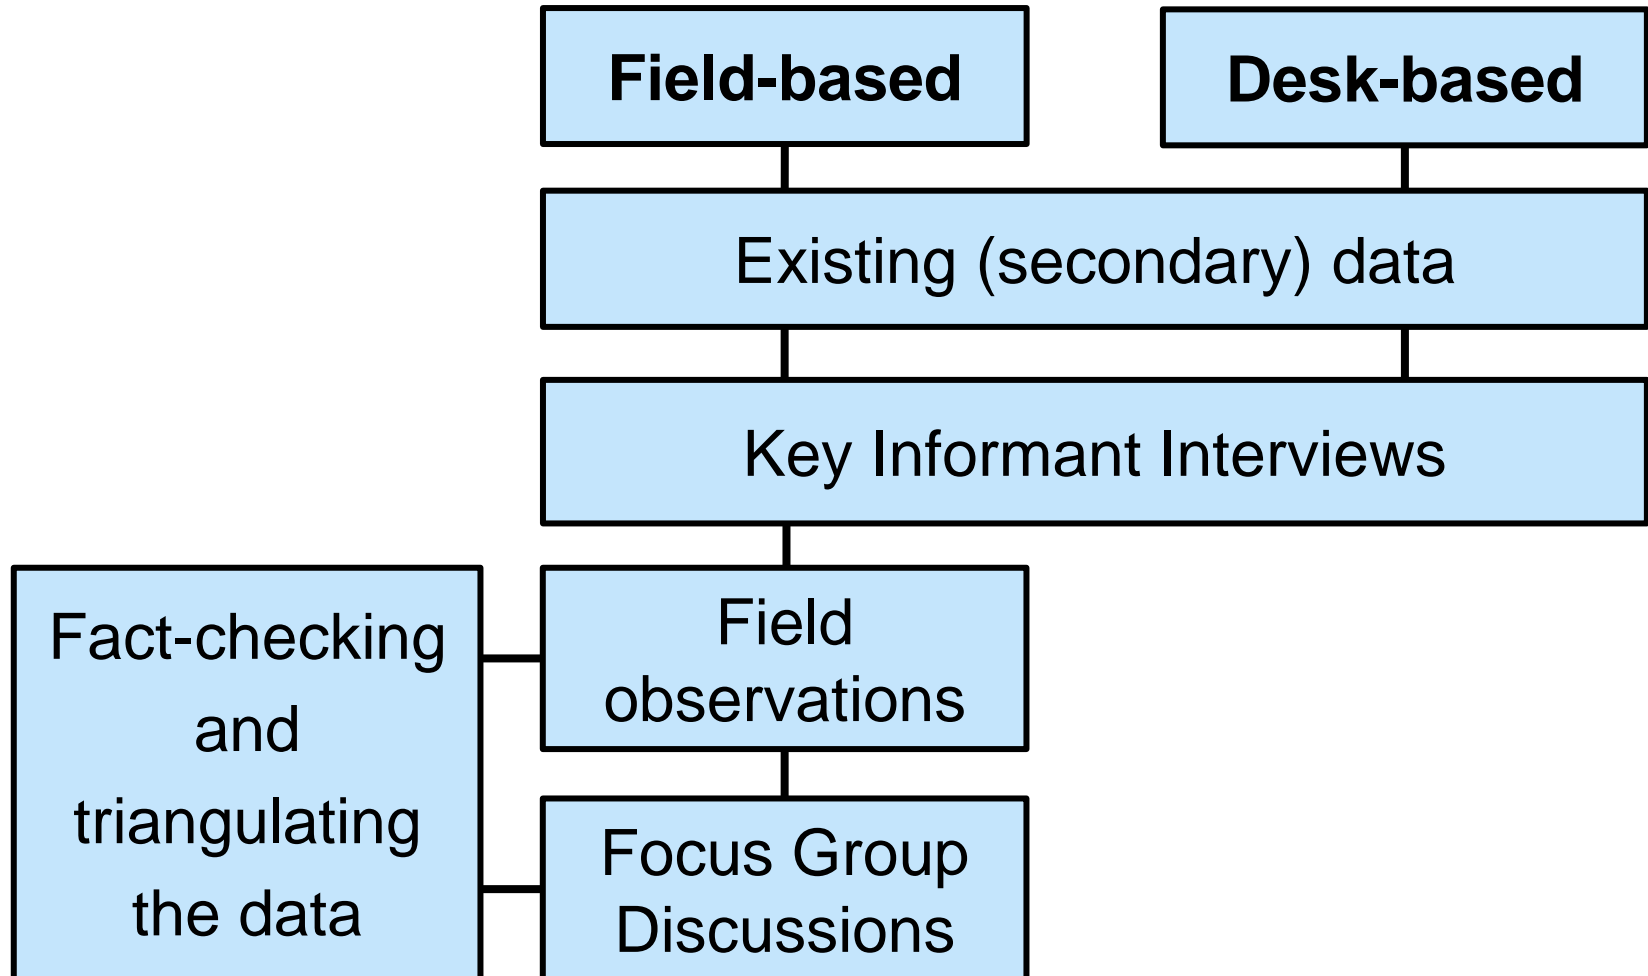 Field-based
Desk-based
Existing (secondary) data
Key Informant Interviews
Fact-checking
and
triangulating
the data
Field
observations
Focus Group
Discussions